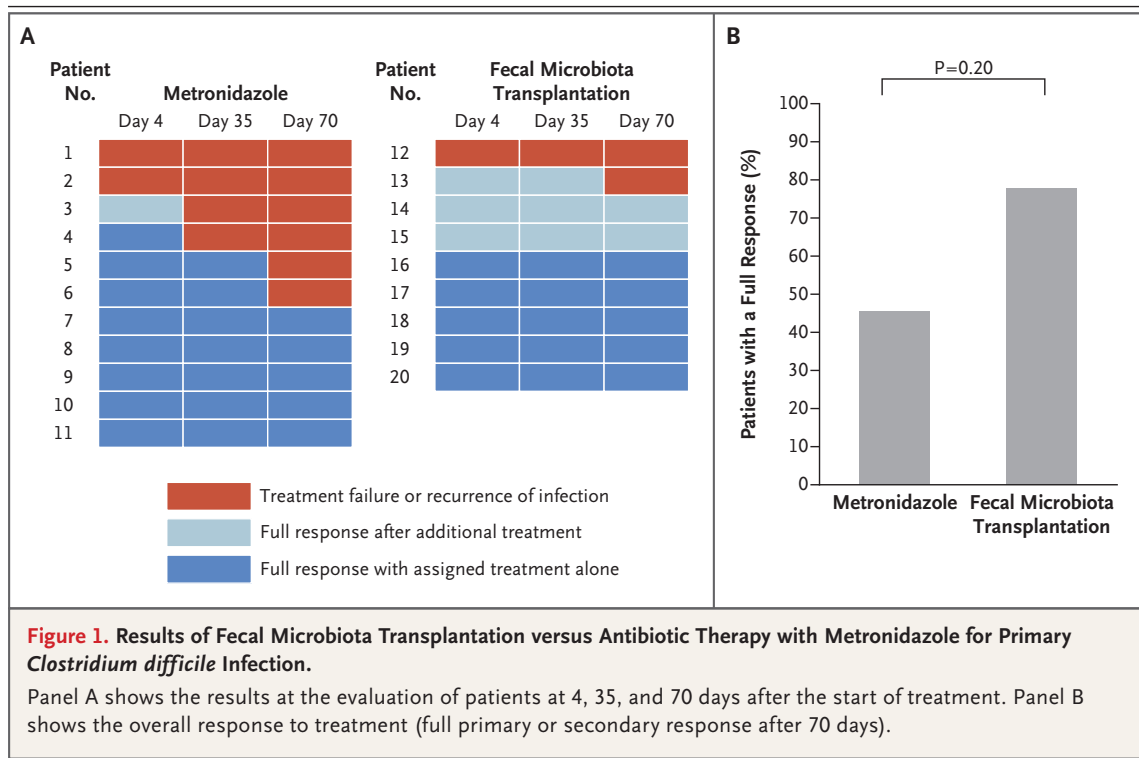 A
Patient No.
Metronidazole
Day 4 Day 35 Day 70
1
2
3
4
5
6
7
8
9
10
11
Patient No.
Fecal Microbiota
Transplantation
Day 4 Day 35 Day 70
12
13
14
15
16
17
18
19
20
Treatment failure or recurrence of infection
Full response after additional treatment
Full response with assigned treatment alone
B
P=0.20
Patients with a Full Response (%)
100
90
80
70
60
50
40
30
20
10
0
Metronidazole
Fecal Microbiota
Transplantation
Figure 1. Results of Fecal Microbiota Transplantation versus Antibiotic Therapy with Metronidazole for Primary
Clostridium difficile Infection.
Panel A shows the results at the evaluation of patients at 4, 35, and 70 days after the start of treatment. Panel B
shows the overall response to treatment (full primary or secondary response after 70 days).